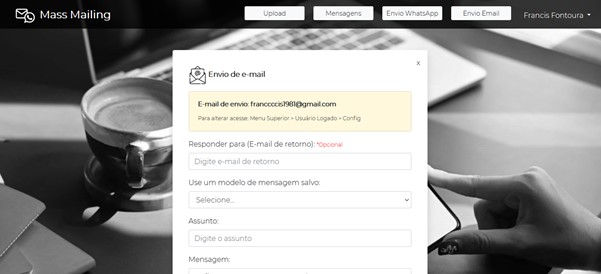 Mass Mailing
Upload
Mensagens
Envio WhatsApp
Envio Email
Francis Fontoura
x
Envio de e-mail
E-mail de envio: franccccis1981@gmail.com
Para alterar acesse: Menu Superior > Usuário Logado > Config
Responder para (E-mail de retorno): *Opcional
Digite e-mail de retorno
Use um modelo de mensagem salvo:
Selecione...
Assunto:
Digite o assunto
Mensagem: